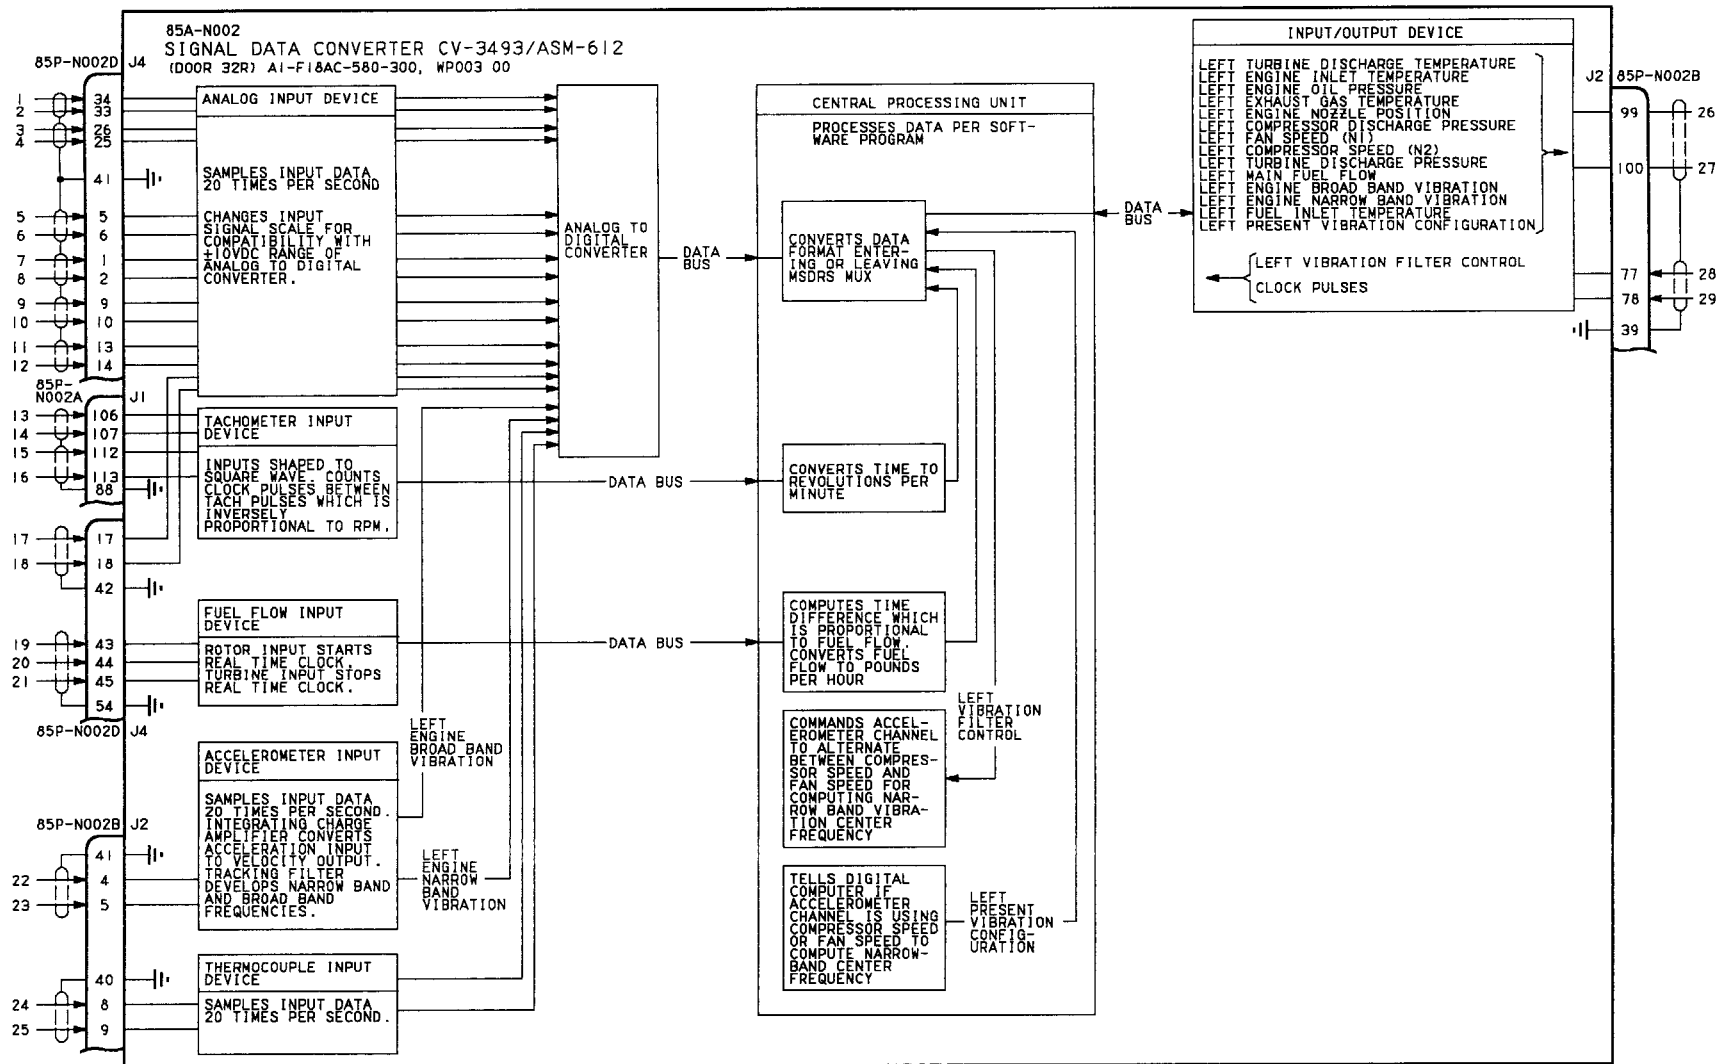 85A-N002
SIGNAL DATA CONVERTER CV-3493/ASM-612
(DOOR 32R) A1-F18AC-580-300, WP003 00
85P-N002D J4
1 34
2 33
3 26
4 25
41
5 5
6 6
7 1
8 2
9 9
10 10
11 13
12 14
85P-
N002A J1
13 106
14 107
15 112
16 113
88
17 17
18 18
42
19 43
20 44
21 45
54
85P-N002D J4
85P-N002B J2
41
22 4
23 5
40
24 8
25 9
ANALOG INPUT DEVICE
SAMPLES INPUT DATA
20 TIMES PER SECOND
CHANGES INPUT
SIGNAL SCALE FOR
COMPATIBILITY WITH
±10VDC RANGE OF
ANALOG TO DIGITAL
CONVERTER.
TACHOMETER INPUT
DEVICE
INPUTS SHAPED TO
SQUARE WAVE. COUNTS
CLOCK PULSES BETWEEN
TACH PULSES WHICH IS
INVERSELY
PROPORTIONAL TO RPM.
FUEL FLOW INPUT
DEVICE
ROTOR INPUT STARTS
REAL TIME CLOCK.
TURBINE INPUT STOPS
REAL TIME CLOCK.
ACCELEROMETER INPUT
DEVICE
SAMPLES INPUT DATA
20 TIMES PER SECOND.
INTEGRATING CHARGE
AMPLIFIER CONVERTS
ACCELERATION INPUT
TO VELOCITY OUTPUT.
TRACKING FILTER
DEVELOPS NARROW BAND
AND BROAD BAND
FREQUENCIES.
THERMOCOUPLE INPUT
DEVICE
SAMPLES INPUT DATA
20 TIMES PER SECOND.
LEFT
ENGINE
BROAD BAND
VIBRATION
LEFT
ENGINE
NARROW
BAND
VIBRATION
ANALOG TO
DIGITAL
CONVERTER
DATA
BUS
DATA BUS
DATA BUS
CENTRAL PROCESSING UNIT
PROCESSES DATA PER SOFT-
WARE PROGRAM
CONVERTS DATA
FORMAT ENTER-
ING OR LEAVING
MSDRS MUX
CONVERTS TIME TO
REVOLUTIONS PER
MINUTE
COMPUTES TIME
DIFFERENCE WHICH
IS PROPORTIONAL
TO FUEL FLOW.
CONVERTS FUEL
FLOW TO POUNDS
PER HOUR
COMMANDS ACCEL-
EROMETER CHANNEL
TO ALTERNATE
BETWEEN COMPRES-
SOR SPEED AND
FAN SPEED FOR
COMPUTING NAR-
ROW BAND VIBRA-
TION CENTER
FREQUENCY
TELLS DIGITAL
COMPUTER IF
ACCELEROMETER
CHANNEL IS USING
COMPRESSOR SPEED
OR FAN SPEED TO
COMPUTE NARROW-
BAND CENTER
FREQUENCY
LEFT
VIBRATION
FILTER
CONTROL
LEFT
PRESENT
VIBRATION
CONFIG-
URATION
DATA
BUS
INPUT/OUTPUT DEVICE
LEFT TURBINE DISCHARGE TEMPERATURE
LEFT ENGINE INLET TEMPERATURE
LEFT ENGINE OIL PRESSURE
LEFT EXHAUST GAS TEMPERATURE
LEFT ENGINE NOZZLE POSITION
LEFT COMPRESSOR DISCHARGE PRESSURE
LEFT FAN SPEED (N1)
LEFT COMPRESSOR SPEED (N2)
LEFT TURBINE DISCHARGE PRESSURE
LEFT MAIN FUEL FLOW
LEFT ENGINE BROAD BAND VIBRATION
LEFT ENGINE NARROW BAND VIBRATION
LEFT FUEL INLET TEMPERATURE
LEFT PRESENT VIBRATION CONFIGURATION
LEFT VIBRATION FILTER CONTROL
CLOCK PULSES
J2 85P-N002B
99 26
100 27
77 28
78 29
39